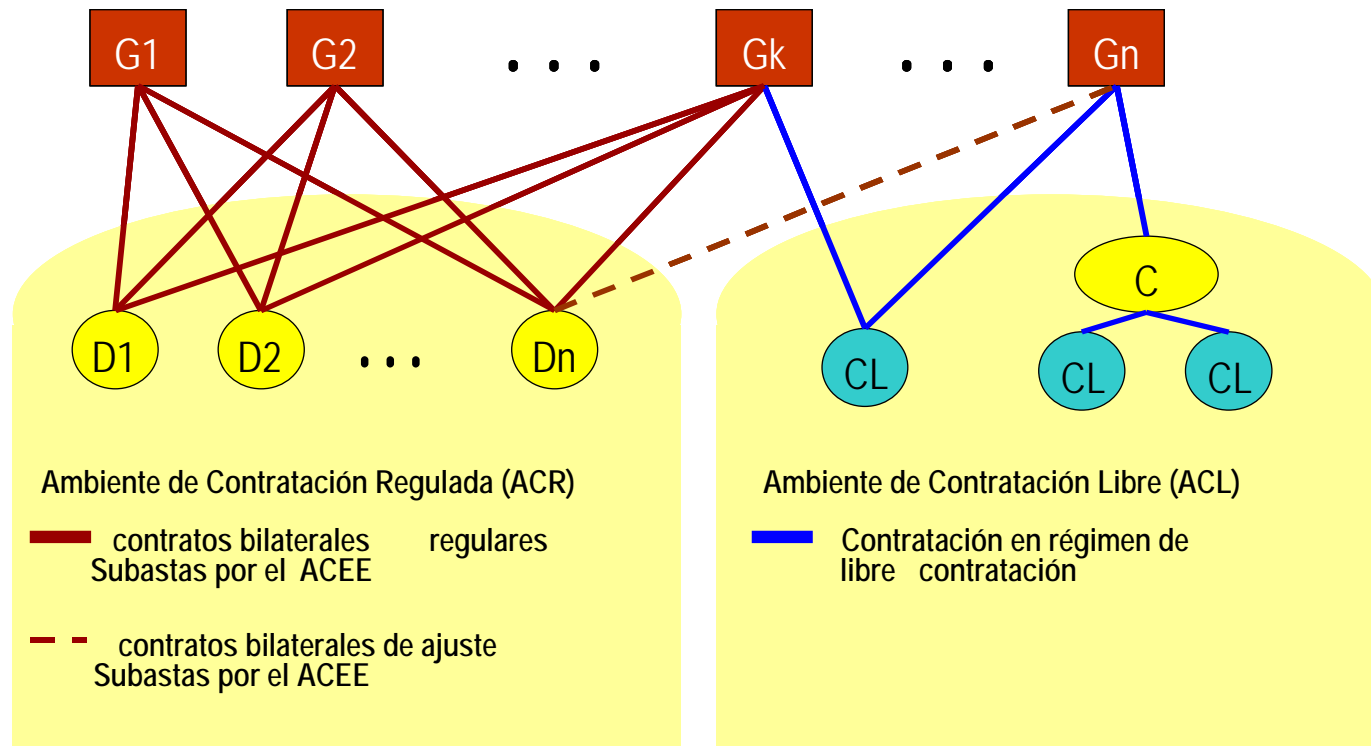 G1 G2 . . . Gk . . . Gn
C
D1 D2 . . . Dn CL CL CL
Ambiente de Contratación Regulada (ACR)
contratos bilaterales regulares
Subastas por el ACEE
contratos bilaterales de ajuste
Subastas por el ACEE
Ambiente de Contratación Libre (ACL)
Contratación en régimen de
libre contratación